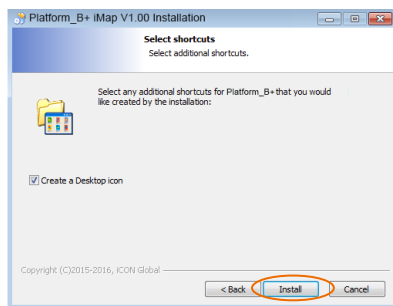 Platform_B+ iMap V1.00 Installation
Select shortcuts
Select additional shortcuts.
Select any additional shortcuts for Platform_B+that you would
like created by the installation:
Create a Desktop icon
Copyright (C)2015-2016, iCON Global
< Back
Install
Cancel